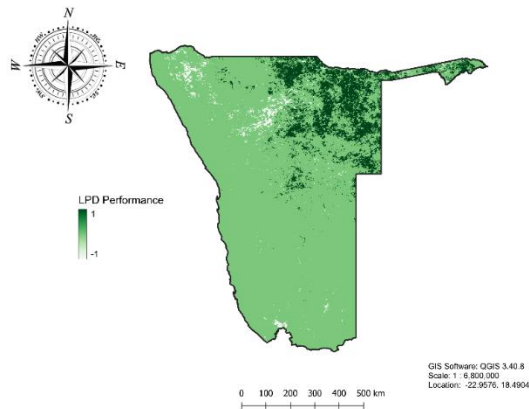 N
W
E
S
LPD Performance
1
-1
GIS Software: QGIS 3.40.8
Scale: 1 : 6,800,000
Location: -22.9576, 18.4904
0 100 200 300 400 500 km